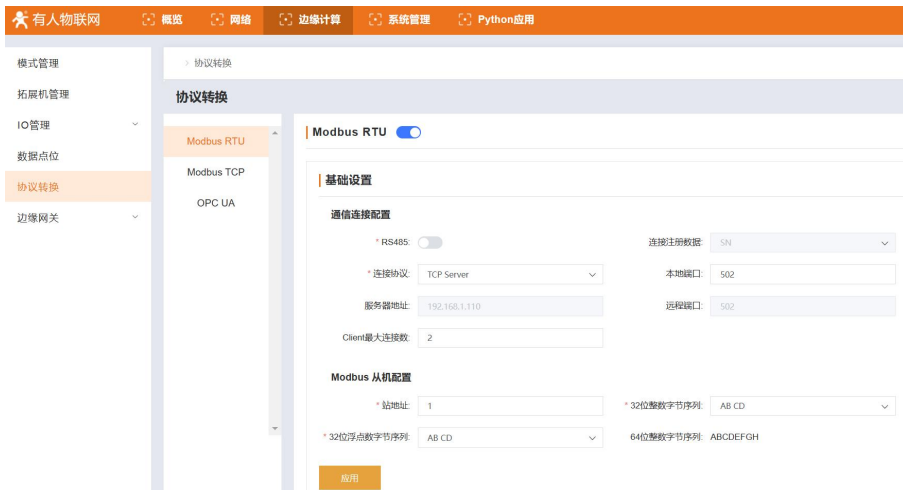 有人物联网 概览 网络 边缘计算 系统管理 Python应用
模式管理
拓展机管理
IO管理
数据点位
协议转换
边缘网关
> 协议转换
协议转换
Modbus RTU
Modbus TCP
OPC UA
Modbus RTU
基础设置
通信连接配置
* RS485: 连接注册数据: SN
* 连接协议: TCP Server 本地端口: 502
服务器地址: 192.168.1.110 远程端口: 502
Client最大连接数: 2
Modbus 从机配置
* 站地址: 1 * 32位整数字节序列: AB CD
* 32位浮点数字节序列: AB CD 64位整数字节序列: ABCDEFGH
应用